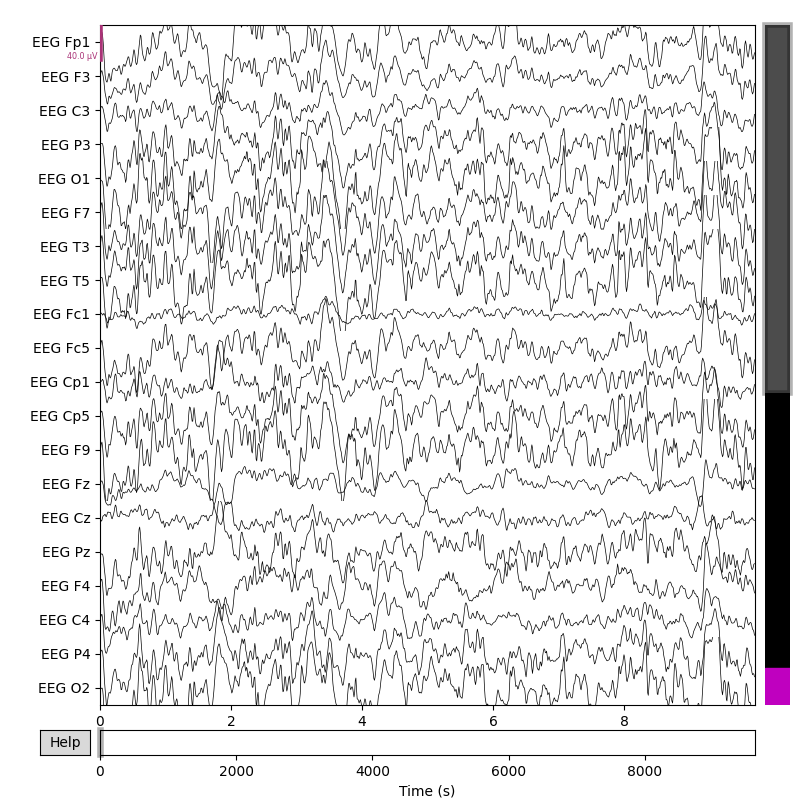 EEG Fp1
40.0 µV
EEG F3
EEG C3
EEG P3
EEG O1
EEG F7
EEG T3
EEG T5
EEG Fc1
EEG Fc5
EEG Cp1
EEG Cp5
EEG F9
EEG Fz
EEG Cz
EEG Pz
EEG F4
EEG C4
EEG P4
EEG O2
0 2 4 6 8
Help
0 2000 4000 6000 8000
Time (s)